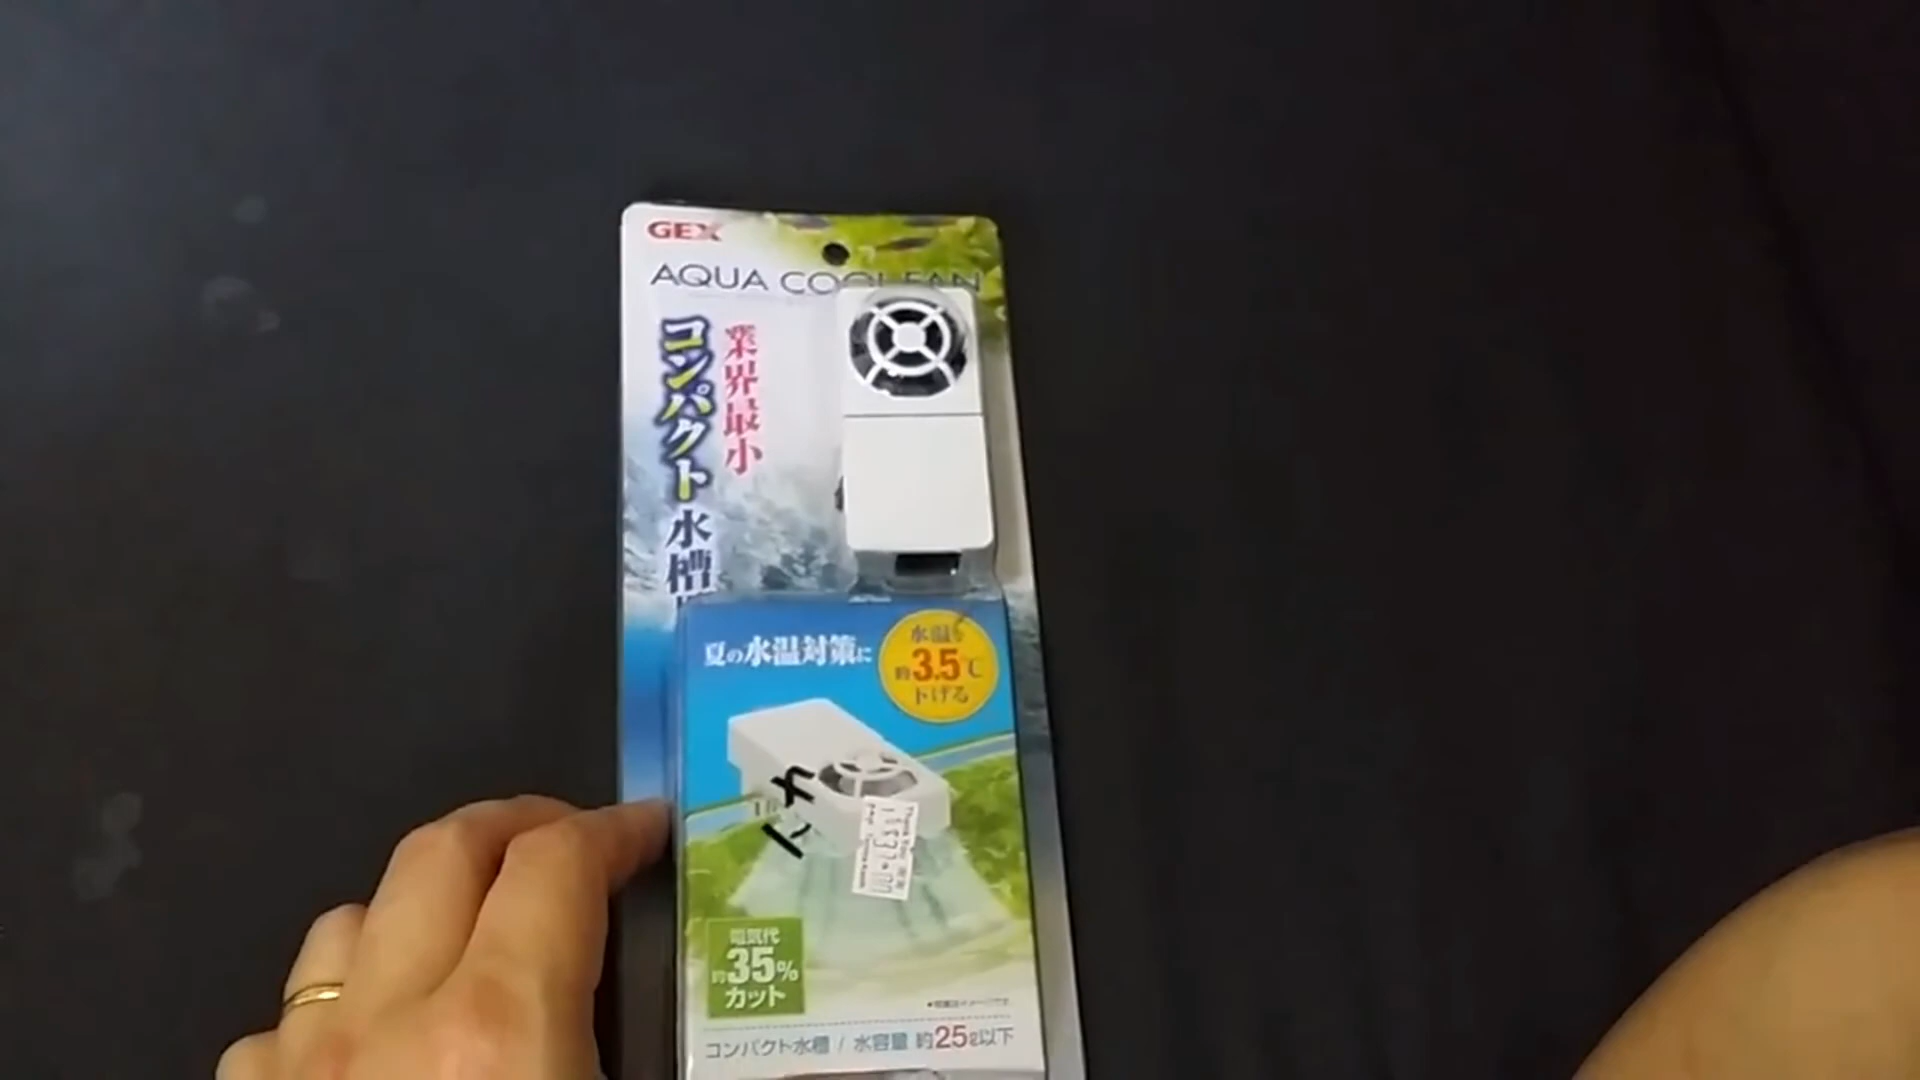 GEX
AQUA COOL FAN
業界最小
コンパクト水槽
夏の水温対策に
水温を
約3.5℃
下げる
電気代
約35%
カット
コンパクト水槽 / 水容量 約25ℓ以下